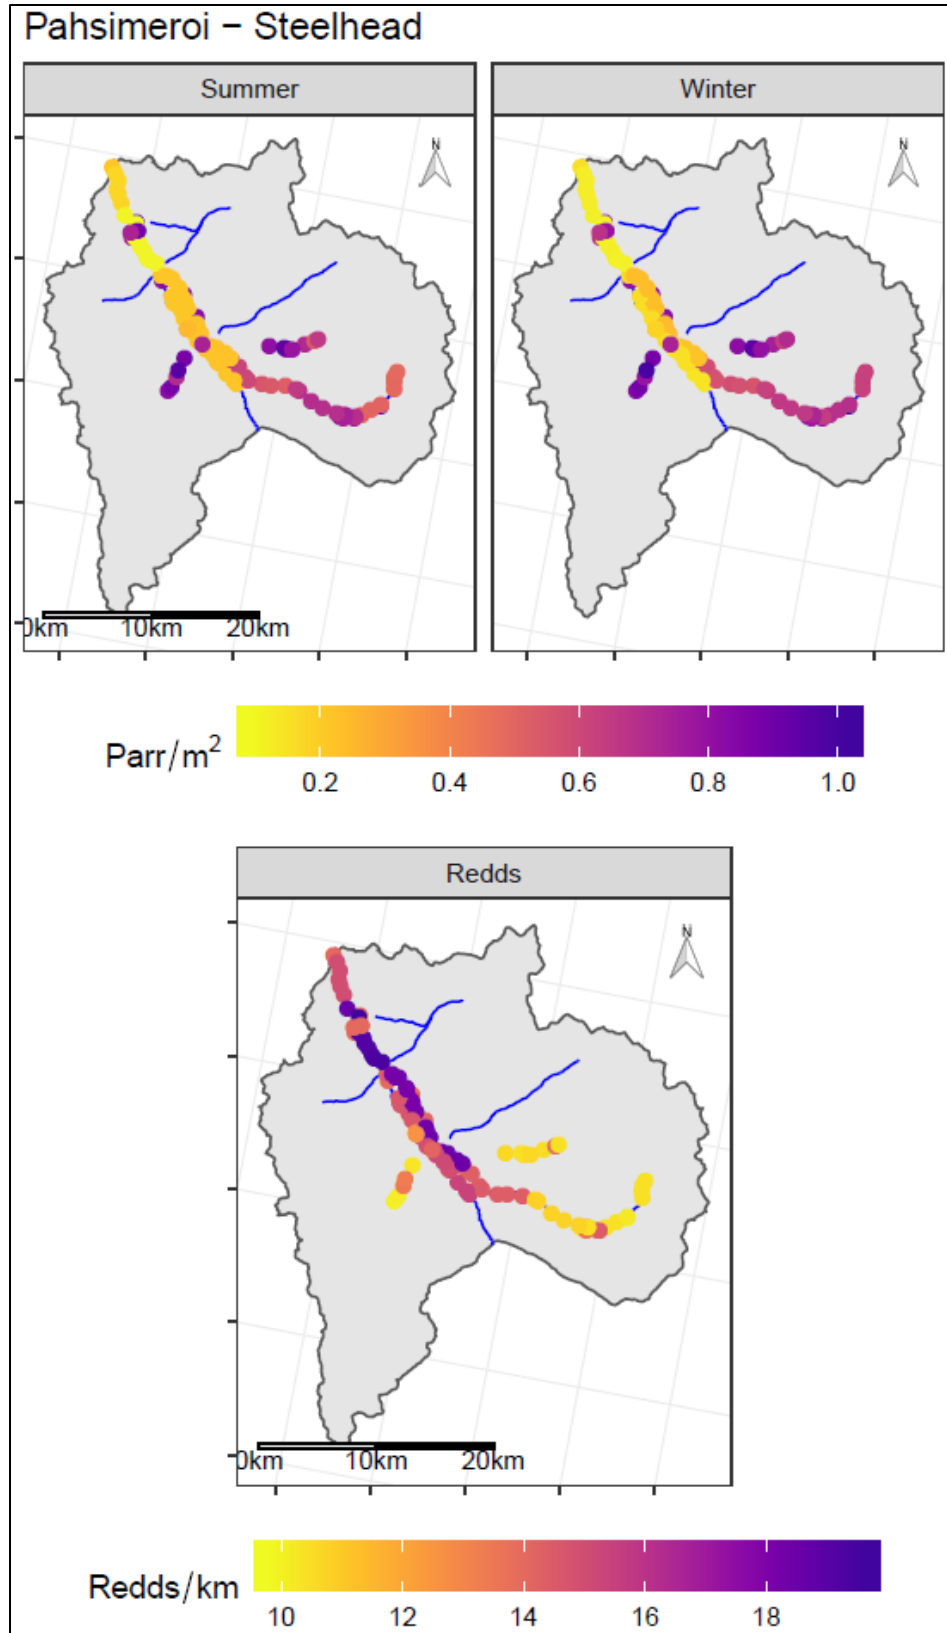 Pahsimeroi − Steelhead
Summer
Winter
N
N
0km 10km 20km
Parr/m²
0.2 0.4 0.6 0.8 1.0
Redds
N
0km 10km 20km
Redds/km
10 12 14 16 18